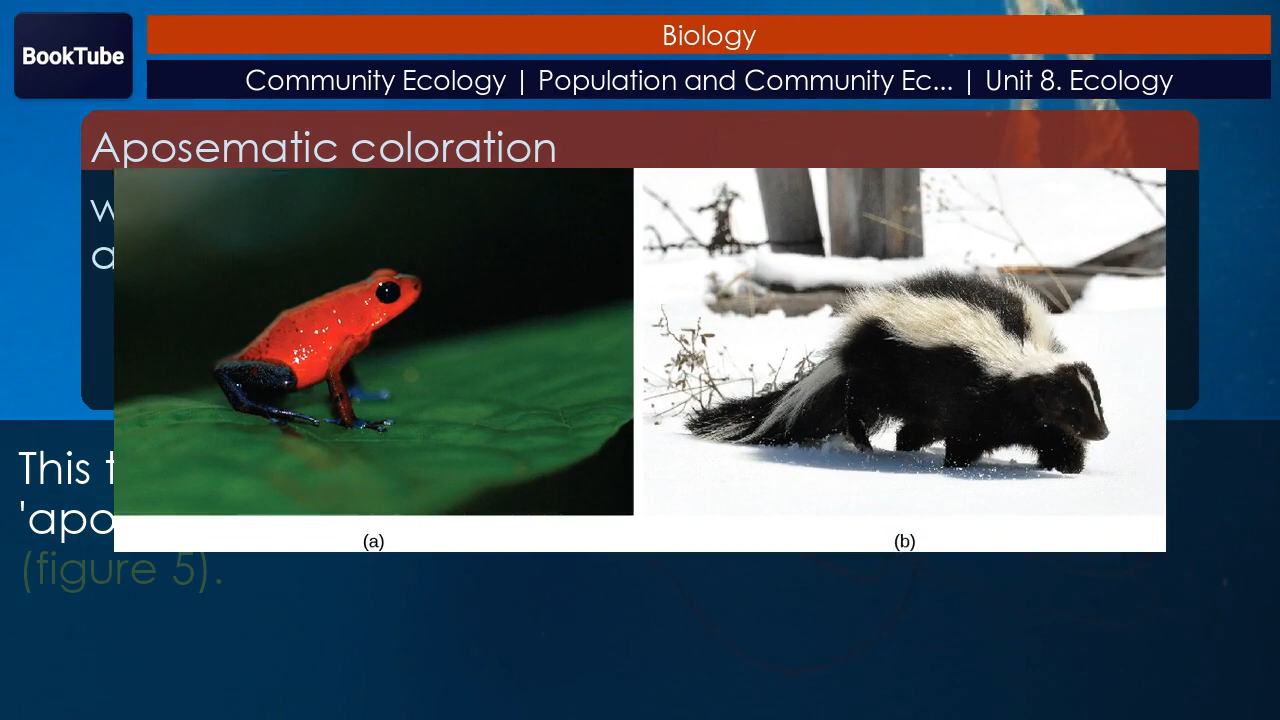 BookTube
Biology
Community Ecology | Population and Community Ec... | Unit 8. Ecology
Aposematic coloration
This
'apo
(figure 5).
(a)
(b)